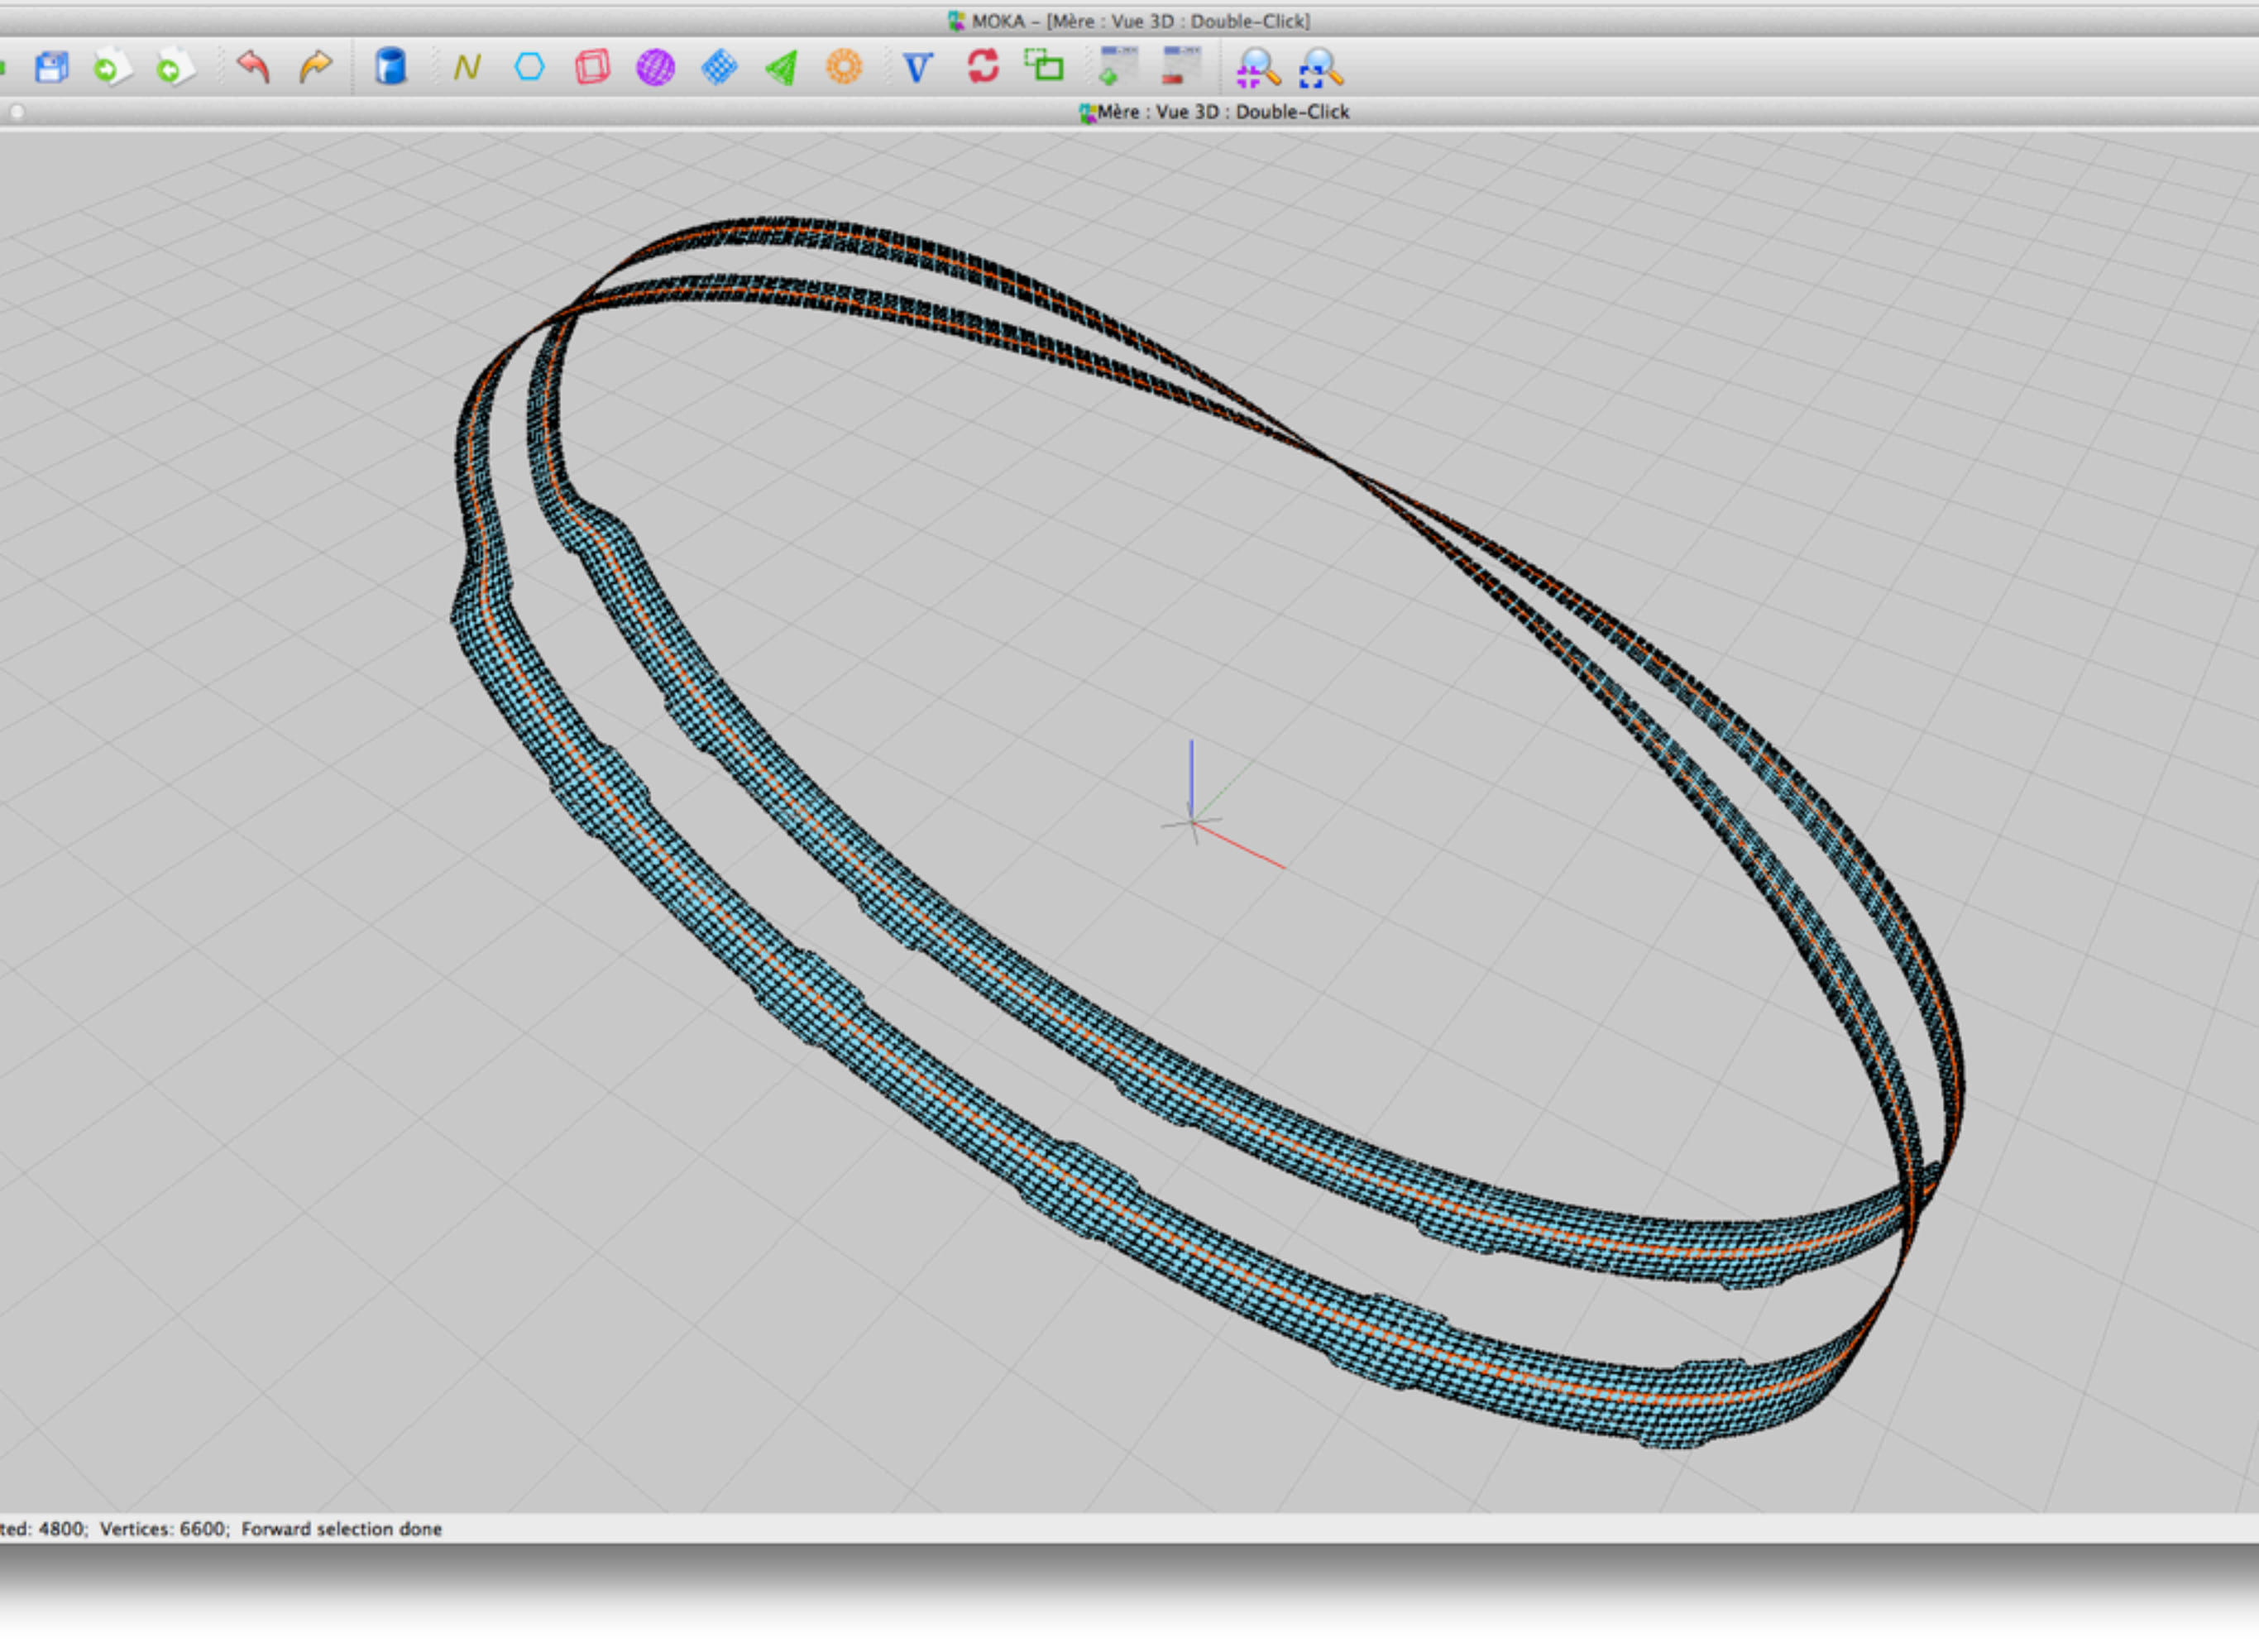 MOKA – [Mère : Vue 3D : Double-Click]
Mère : Vue 3D : Double-Click
ted: 4800; Vertices: 6600; Forward selection done